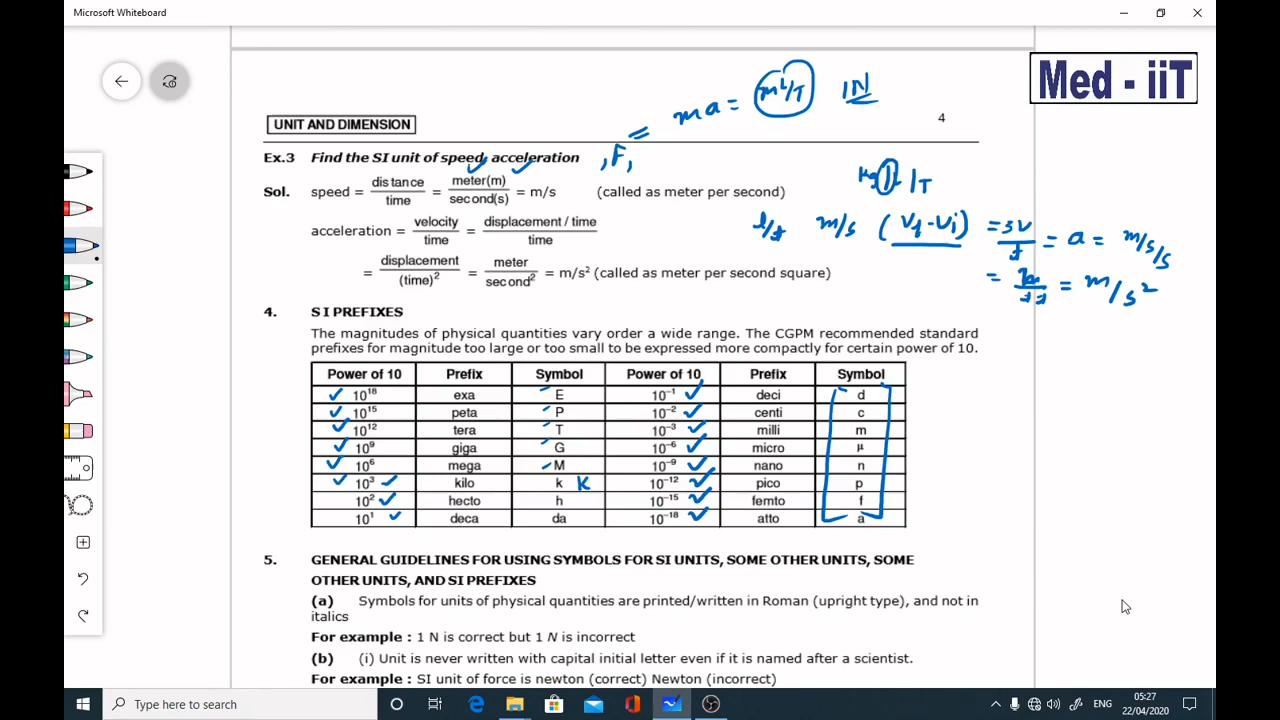 Microsoft Whiteboard
Med - iiT
ma = m L/T 1N
= F,
UNIT AND DIMENSION
4
Ex.3 Find the SI unit of speed, acceleration
Sol. speed = distance/time = meter(m)/second(s) = m/s (called as meter per second)
l/t m/s (Vf-Vi) = SV/t = a = m/s/s
acceleration = velocity/time = displacement / time/time
= displacement/(time)² = meter/second² = m/s² (called as meter per second square)
= m/s²
4. S I PREFIXES
The magnitudes of physical quantities vary order a wide range. The CGPM recommended standard
prefixes for magnitude too large or too small to be expressed more compactly for certain power of 10.
Power of 10 Prefix Symbol Power of 10 Prefix Symbol
10¹⁸ exa E 10⁻¹ deci d
10¹⁵ peta P 10⁻² centi c
10¹² tera T 10⁻³ milli m
10⁹ giga G 10⁻⁶ micro μ
10⁶ mega M 10⁻⁹ nano n
10³ kilo k K 10⁻¹² pico p
10² hecto h 10⁻¹⁵ femto f
10¹ deca da 10⁻¹⁸ atto a
5. GENERAL GUIDELINES FOR USING SYMBOLS FOR SI UNITS, SOME OTHER UNITS, SOME
OTHER UNITS, AND SI PREFIXES
(a) Symbols for units of physical quantities are printed/written in Roman (upright type), and not in
italics
For example : 1 N is correct but 1 N is incorrect
(b) (i) Unit is never written with capital initial letter even if it is named after a scientist.
For example : SI unit of force is newton (correct) Newton (incorrect)
Type here to search
ENG
05:27
22/04/2020